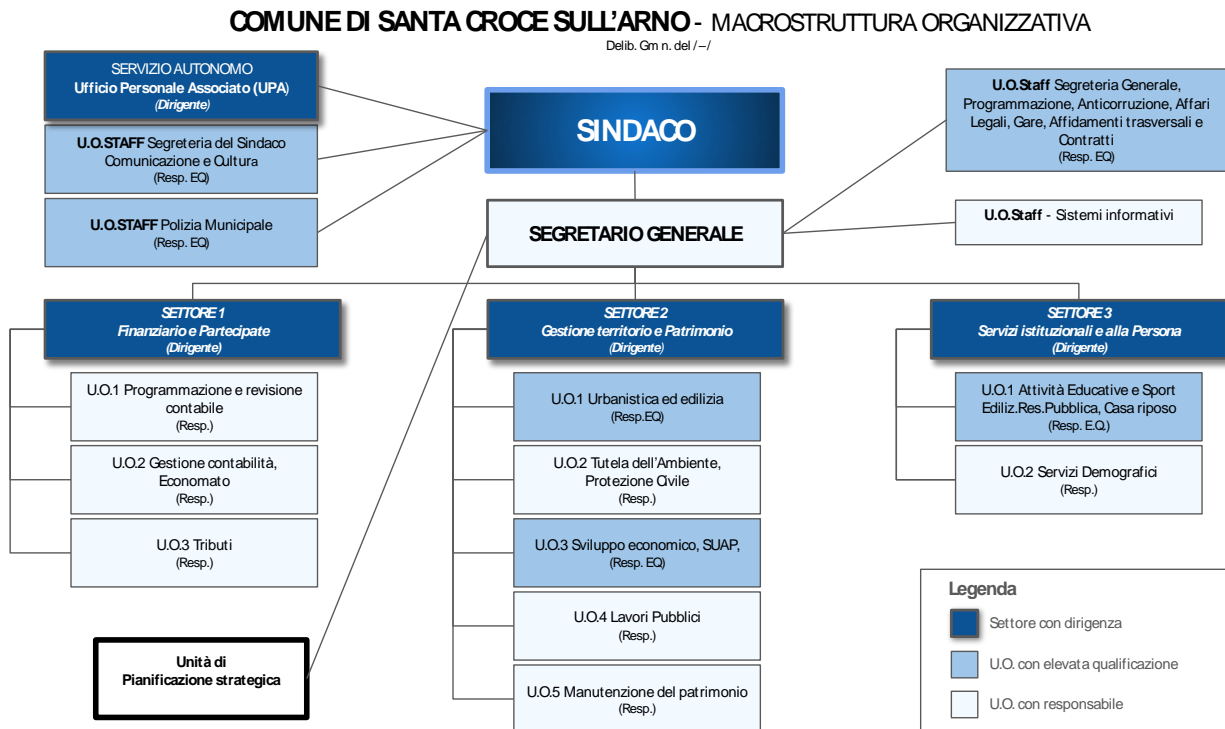 COMUNE DI SANTA CROCE SULL'ARNO - MACROSTRUTTURA ORGANIZZATIVA
Delib. Gm n. del /--/
SERVIZIO AUTONOMO
Ufficio Personale Associato (UPA)
(Dirigente)
U.O.STAFF Segreteria del Sindaco
Comunicazione e Cultura
(Resp. EQ)
U.O.STAFF Polizia Municipale
(Resp. EQ)
SINDACO
SEGRETARIO GENERALE
U.O.Staff Segreteria Generale,
Programmazione, Anticorruzione, Affari
Legali, Gare, Affidamenti trasversali e
Contratti
(Resp. EQ)
U.O.Staff - Sistemi informativi
SETTORE 1
Finanziario e Partecipate
(Dirigente)
U.O.1 Programmazione e revisione
contabile
(Resp.)
U.O.2 Gestione contabilità,
Economato
(Resp.)
U.O.3 Tributi
(Resp.)
Unità di
Pianificazione strategica
SETTORE 2
Gestione territorio e Patrimonio
(Dirigente)
U.O.1 Urbanistica ed edilizia
(Resp.EQ)
U.O.2 Tutela dell'Ambiente,
Protezione Civile
(Resp.)
U.O.3 Sviluppo economico, SUAP,
(Resp. EQ)
U.O.4 Lavori Pubblici
(Resp.)
U.O.5 Manutenzione del patrimonio
(Resp.)
SETTORE 3
Servizi istituzionali e alla Persona
(Dirigente)
U.O.1 Attività Educative e Sport
Ediliz.Res.Pubblica, Casa riposo
(Resp. E.Q.)
U.O.2 Servizi Demografici
(Resp.)
Legenda
Settore con dirigenza
U.O. con elevata qualificazione
U.O. con responsabile